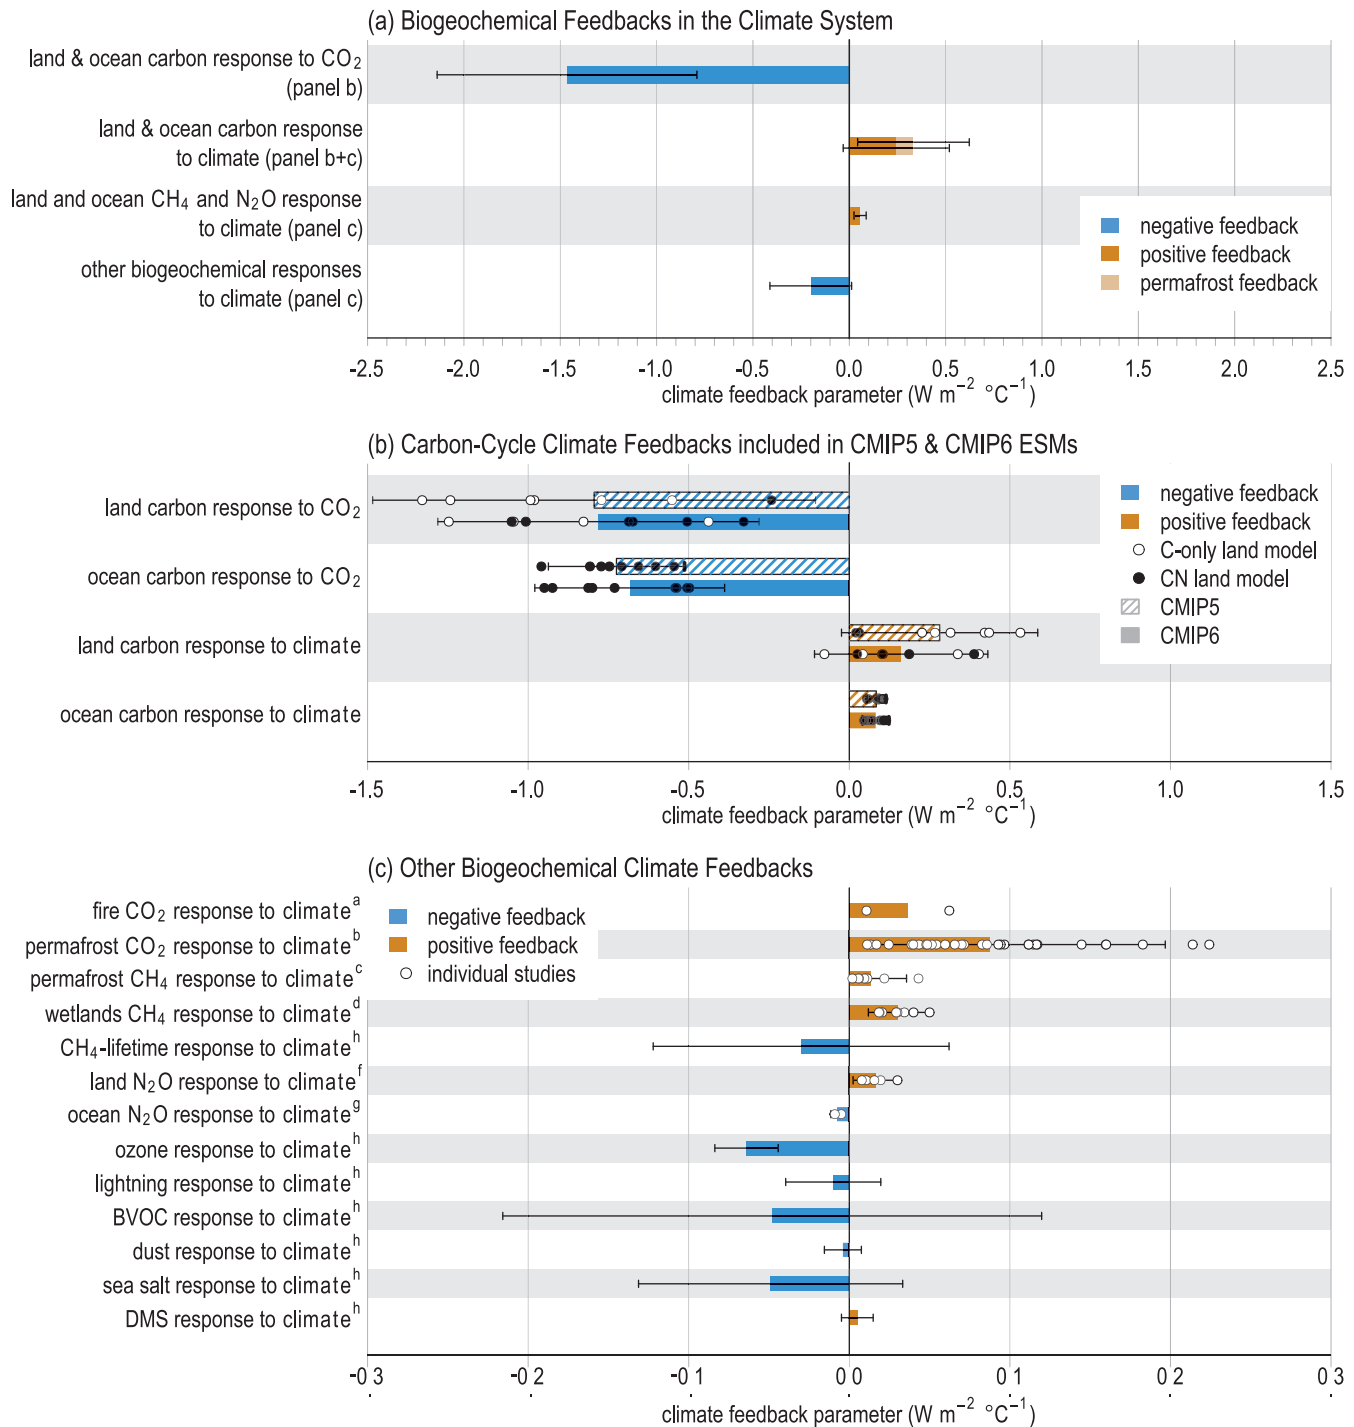 (a) Biogeochemical Feedbacks in the Climate System
land & ocean carbon response to CO₂
(panel b)
land & ocean carbon response
to climate (panel b+c)
land and ocean CH₄ and N₂O response
to climate (panel c)
other biogeochemical responses
to climate (panel c)
negative feedback
positive feedback
permafrost feedback
-2.5 -2.0 -1.5 -1.0 -0.5 0.0 0.5 1.0 1.5 2.0 2.5
climate feedback parameter (W m⁻² °C⁻¹)
(b) Carbon-Cycle Climate Feedbacks included in CMIP5 & CMIP6 ESMs
land carbon response to CO₂
ocean carbon response to CO₂
land carbon response to climate
ocean carbon response to climate
negative feedback
positive feedback
C-only land model
CN land model
CMIP5
CMIP6
-1.5 -1.0 -0.5 0.0 0.5 1.0 1.5
climate feedback parameter (W m⁻² °C⁻¹)
(c) Other Biogeochemical Climate Feedbacks
fire CO₂ response to climateᵃ
permafrost CO₂ response to climateᵇ
permafrost CH₄ response to climateᶜ
wetlands CH₄ response to climateᵈ
CH₄-lifetime response to climateʰ
land N₂O response to climateᶠ
ocean N₂O response to climateᵍ
ozone response to climateʰ
lightning response to climateʰ
BVOC response to climateʰ
dust response to climateʰ
sea salt response to climateʰ
DMS response to climateʰ
negative feedback
positive feedback
individual studies
-0.3 -0.2 -0.1 0.0 0.1 0.2 0.3
climate feedback parameter (W m⁻² °C⁻¹)